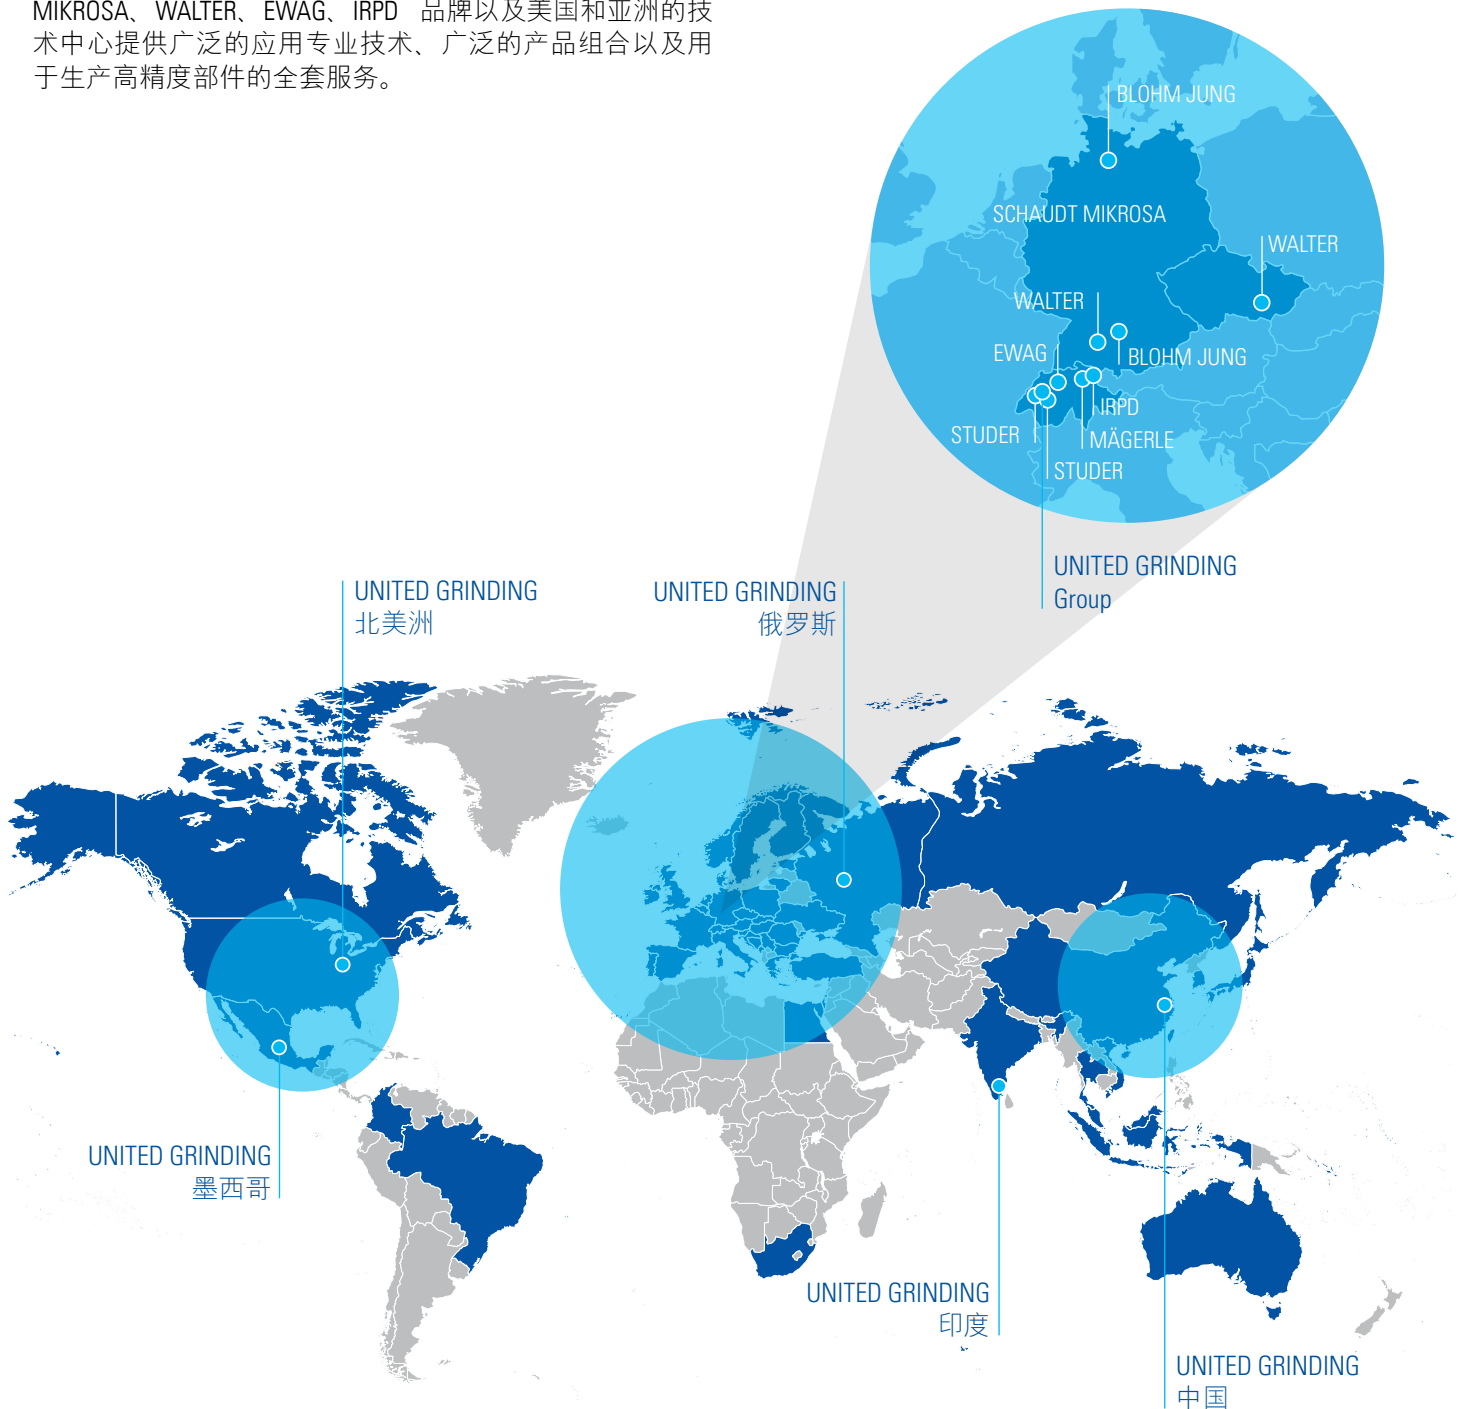 MIKROSA、WALTER、EWAG、IRPD 品牌以及美国和亚洲的技
术中心提供广泛的应用专业技术、广泛的产品组合以及用
于生产高精度部件的全套服务。
BLOHM JUNG
SCHAUDT MIKROSA
WALTER
WALTER
EWAG
BLOHM JUNG
IRPD
STUDER
MÄGERLE
STUDER
UNITED GRINDING
Group
UNITED GRINDING
北美洲
UNITED GRINDING
俄罗斯
UNITED GRINDING
墨西哥
UNITED GRINDING
印度
UNITED GRINDING
中国